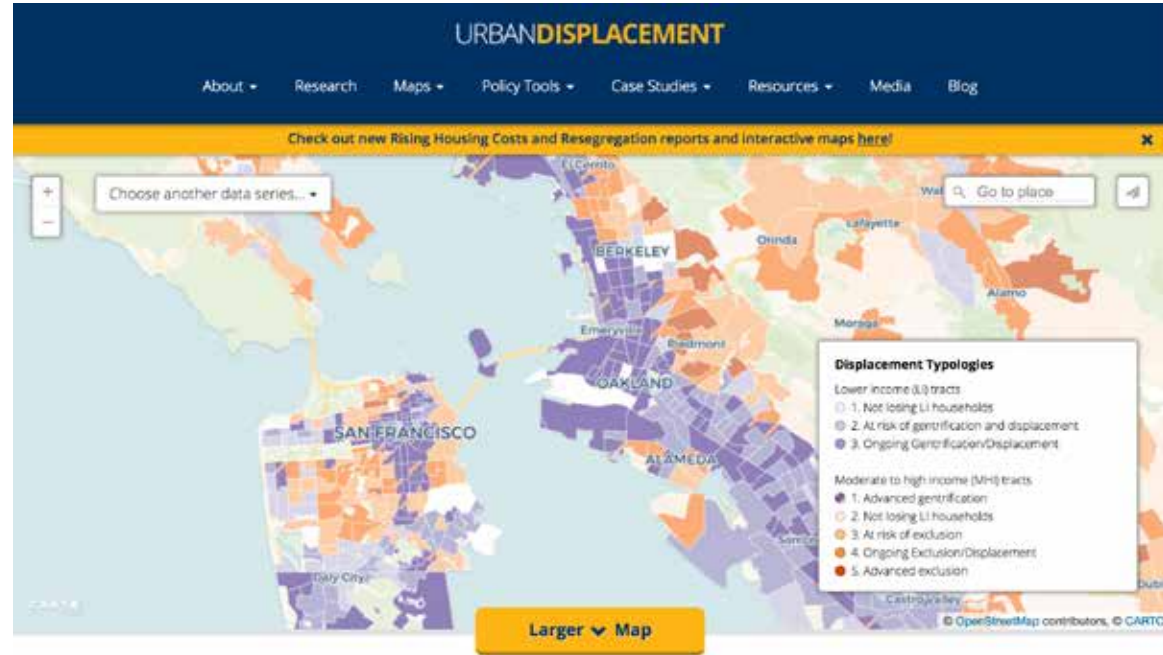 URBANDISPLACEMENT
About Research Maps Policy Tools Case Studies Resources Media Blog
Check out new Rising Housing Costs and Resegregation reports and interactive maps here!
+
−
Choose another data series...
Go to place
El Cerrito
BERKELEY
Orinda
Lafayette
Alamo
Moraga
Emeryville
Piedmont
OAKLAND
SAN FRANCISCO
ALAMEDA
Daly City
Castro Valley
Displacement Typologies
Lower income (LI) tracts
1. Not losing LI households
2. At risk of gentrification and displacement
3. Ongoing Gentrification/Displacement
Moderate to high income (MHI) tracts
1. Advanced gentrification
2. Not losing LI households
3. At risk of exclusion
4. Ongoing Exclusion/Displacement
5. Advanced exclusion
© OpenStreetMap contributors, © CARTO
Larger Map